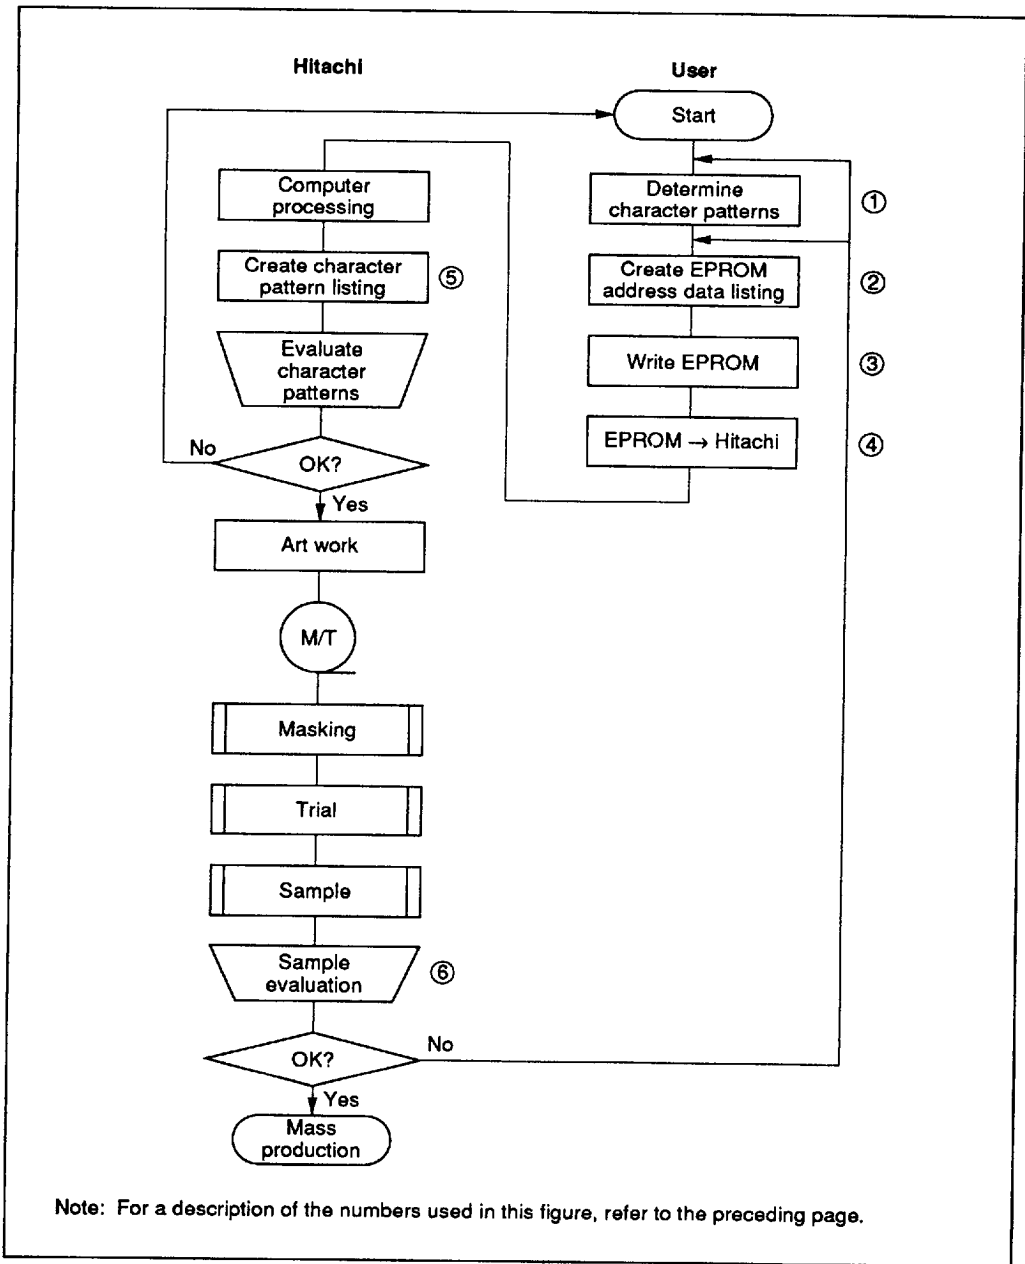 Hitachi
User
Start
Determine
character patterns
①
Create EPROM
address data listing
②
Write EPROM
③
EPROM → Hitachi
④
Computer
processing
Create character
pattern listing
⑤
Evaluate
character
patterns
No
OK?
Yes
Art work
M/T
Masking
Trial
Sample
Sample
evaluation
⑥
OK?
No
Yes
Mass
production
Note: For a description of the numbers used in this figure, refer to the preceding page.